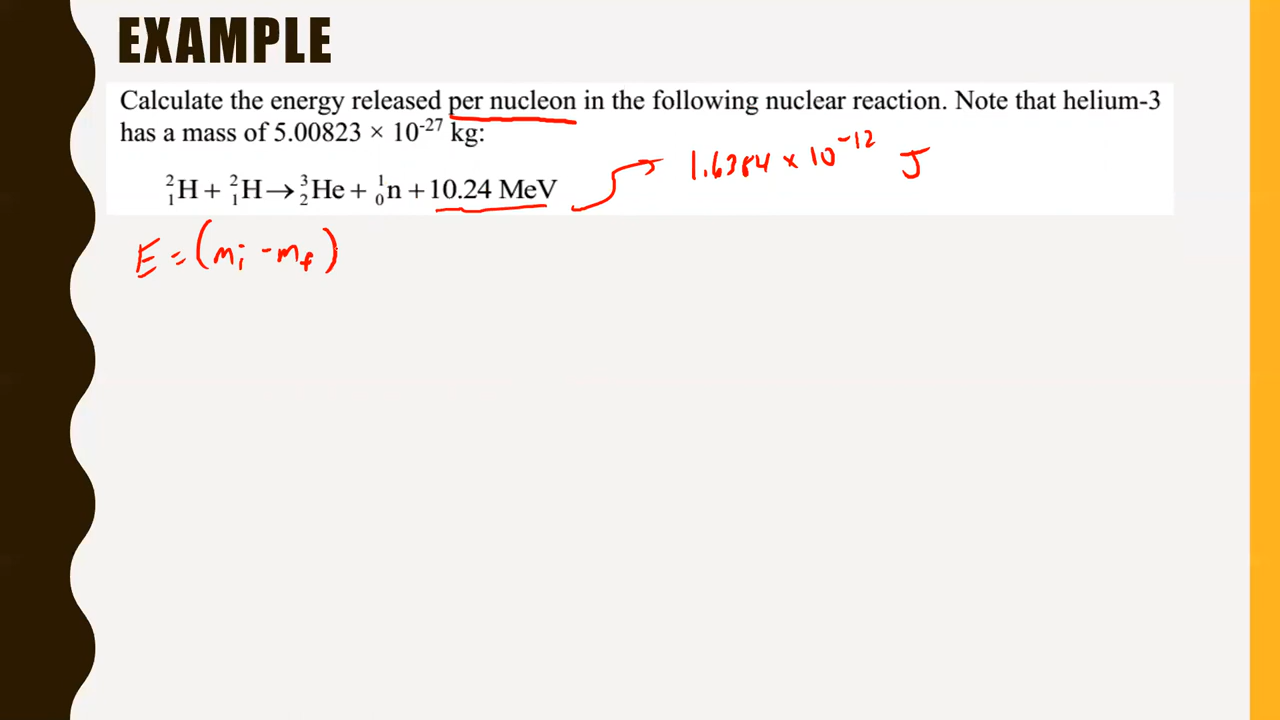 EXAMPLE
Calculate the energy released per nucleon in the following nuclear reaction. Note that helium-3
has a mass of 5.00823 × 10⁻²⁷ kg:
1.6384 × 10⁻¹² J
²₁H + ²₁H → ³₂He + ¹₀n + 10.24 MeV
E = (mᵢ - m_f)